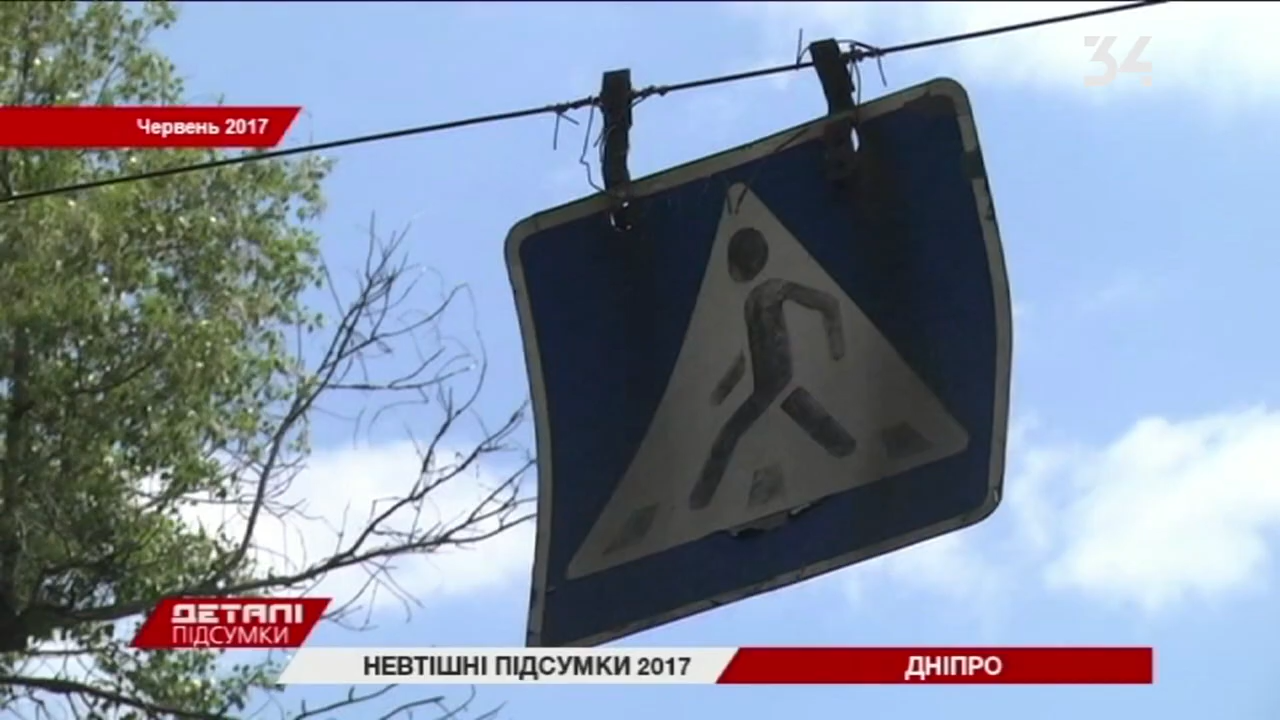 34
Червень 2017
ДЕТАЛІ
ПІДСУМКИ
НЕВТІШНІ ПІДСУМКИ 2017
ДНІПРО